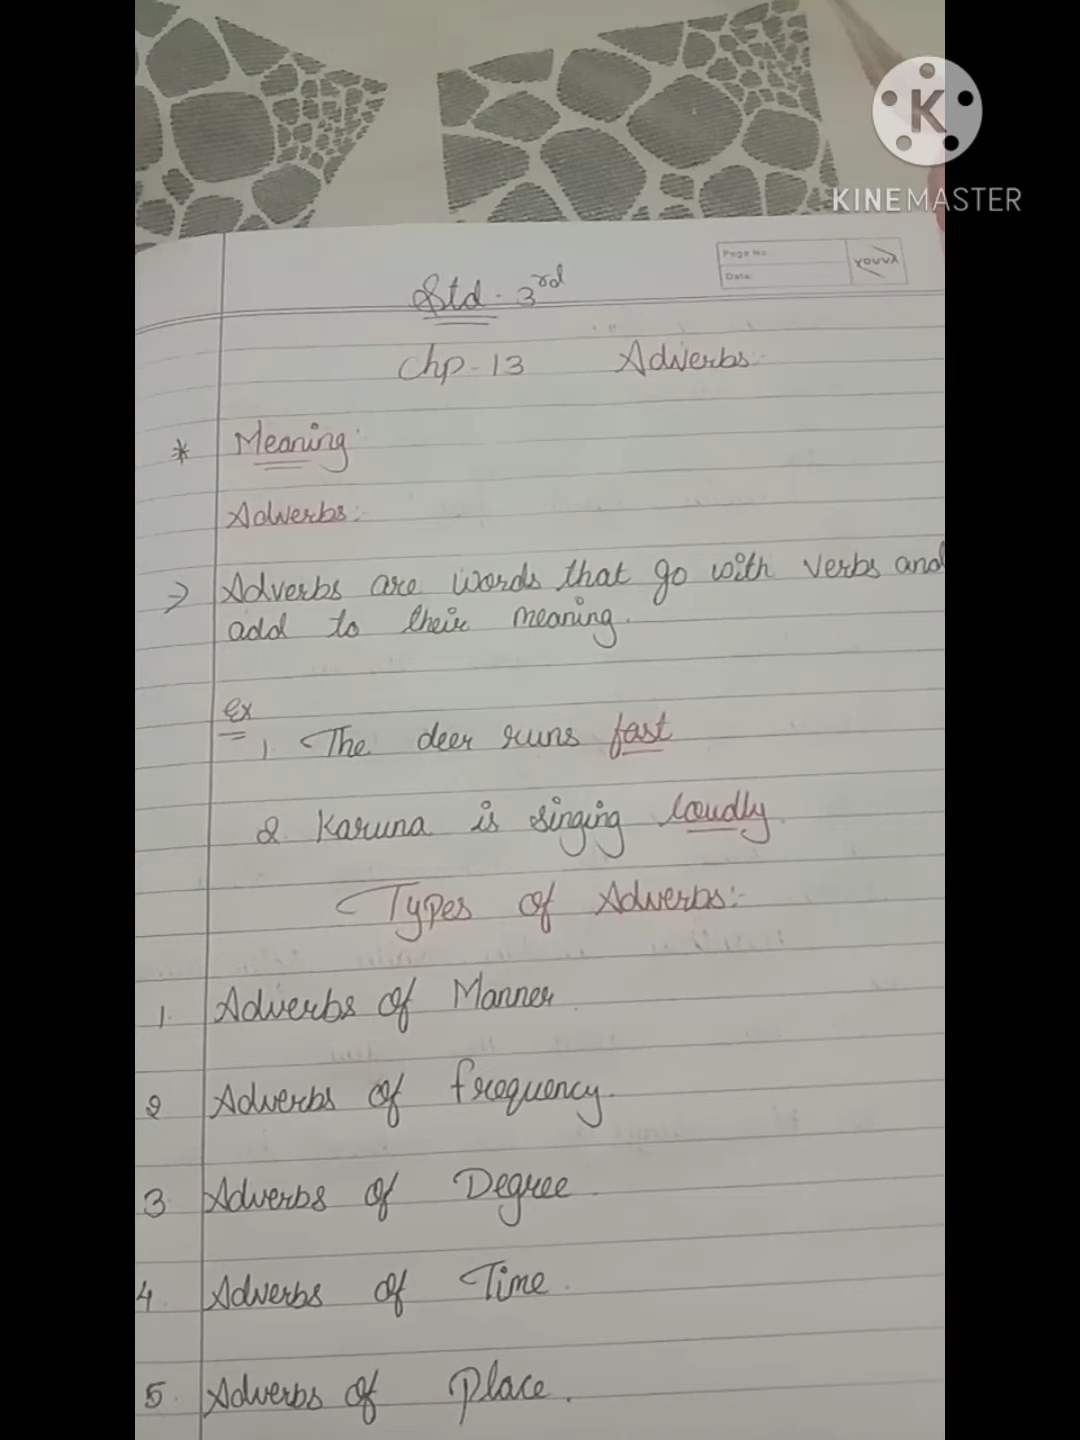 K
KINEMASTER
Page No.
Date:
YOUVA
Std - 3rd
Chp - 13 Adverbs:-
* Meaning:
Adverbs:-
> Adverbs are words that go with verbs and
add to their meaning.
Ex
1. The deer runs fast
2. Karuna is singing loudly.
Types of Adverbs:-
1. Adverbs of Manner.
2 Adverbs of frequency.
3 Adverbs of Degree.
4. Adverbs of Time.
5. Adverbs of Place.